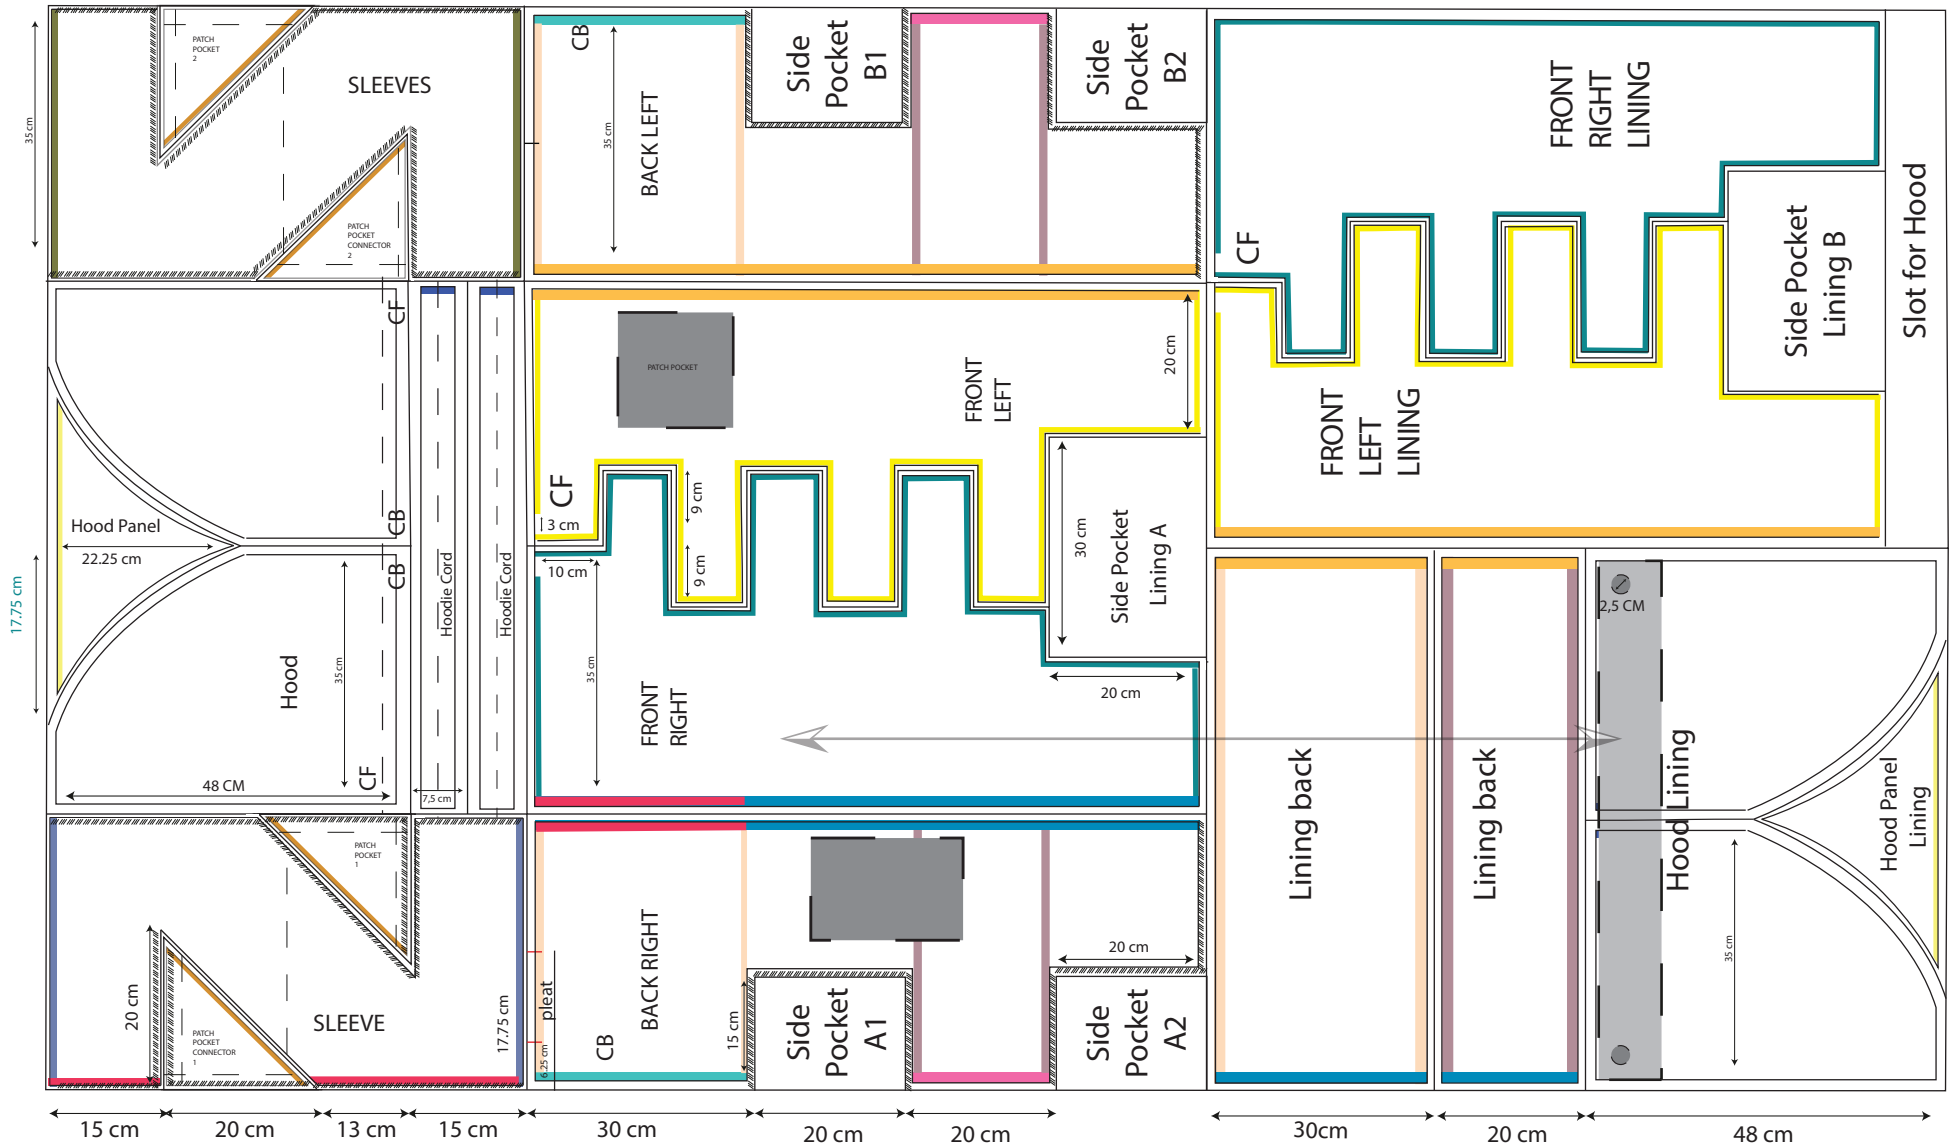 PATCH
POCKET
2
SLEEVES
35 cm
PATCH
POCKET
CONNECTOR
2
CB
BACK LEFT
35 cm
Side
Pocket
B1
Side
Pocket
B2
FRONT
RIGHT
LINING
CF
Side Pocket
Lining B
Slot for Hood
FRONT
LEFT
LINING
CF
Hood Panel
22.25 cm
17.75 cm
CB
CB
Hood
35 cm
48 CM
CF
Hoodie Cord
Hoodie Cord
7,5 cm
PATCH POCKET
FRONT
LEFT
20 cm
CF
3 cm
9 cm
9 cm
10 cm
30 cm
Side Pocket
Lining A
35 cm
FRONT
RIGHT
20 cm
Lining back
Lining back
2,5 CM
Hood Lining
35 cm
Hood Panel
Lining
PATCH
POCKET
1
20 cm
PATCH
POCKET
CONNECTOR
1
SLEEVE
17.75 cm
pleat
6.25 cm
CB
BACK RIGHT
15 cm
Side
Pocket
A1
20 cm
Side
Pocket
A2
15 cm
20 cm
13 cm
15 cm
30 cm
20 cm
20 cm
30cm
20 cm
48 cm